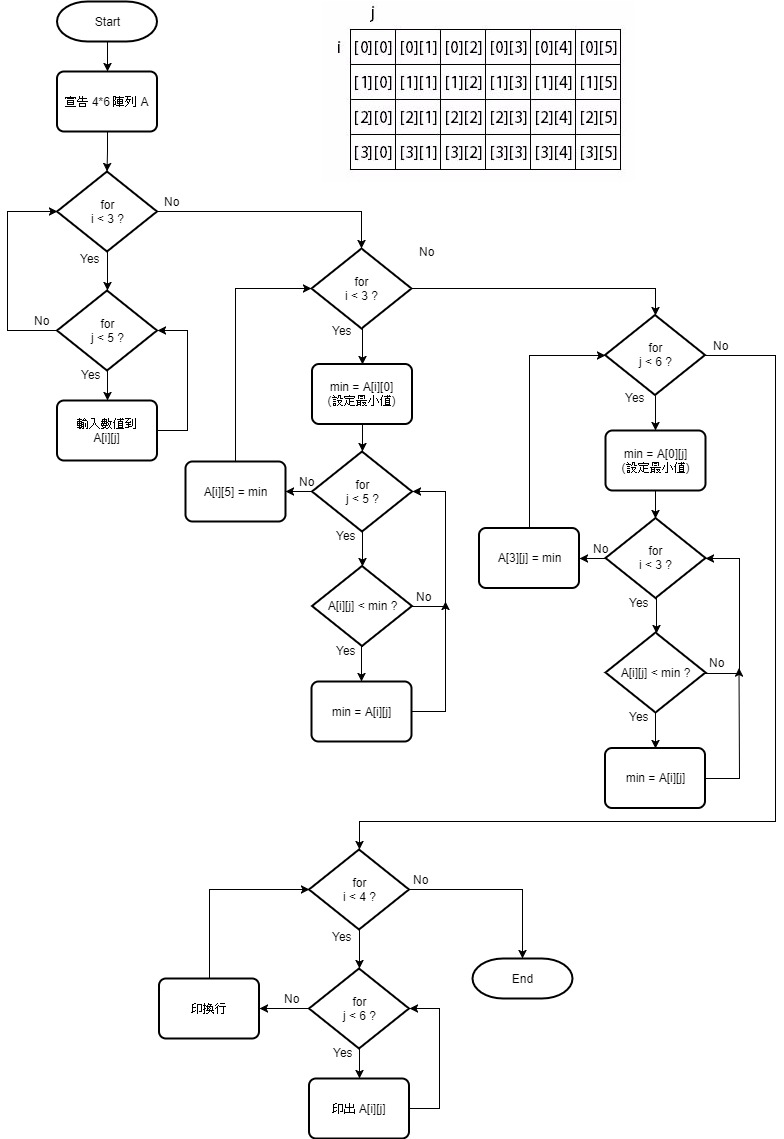 Start
j
i
[0][0] [0][1] [0][2] [0][3] [0][4] [0][5]
[1][0] [1][1] [1][2] [1][3] [1][4] [1][5]
[2][0] [2][1] [2][2] [2][3] [2][4] [2][5]
[3][0] [3][1] [3][2] [3][3] [3][4] [3][5]
宣告 4*6 陣列 A
for
i < 3 ?
No
Yes
for
j < 5 ?
No
Yes
輸入數值到
A[i][j]
for
i < 3 ?
No
Yes
min = A[i][0]
(設定最小值)
for
j < 5 ?
No
Yes
A[i][5] = min
A[i][j] < min ?
No
Yes
min = A[i][j]
for
j < 6 ?
No
Yes
min = A[0][j]
(設定最小值)
for
i < 3 ?
No
Yes
A[3][j] = min
A[i][j] < min ?
No
Yes
min = A[i][j]
for
i < 4 ?
No
Yes
End
for
j < 6 ?
No
Yes
印換行
印出 A[i][j]